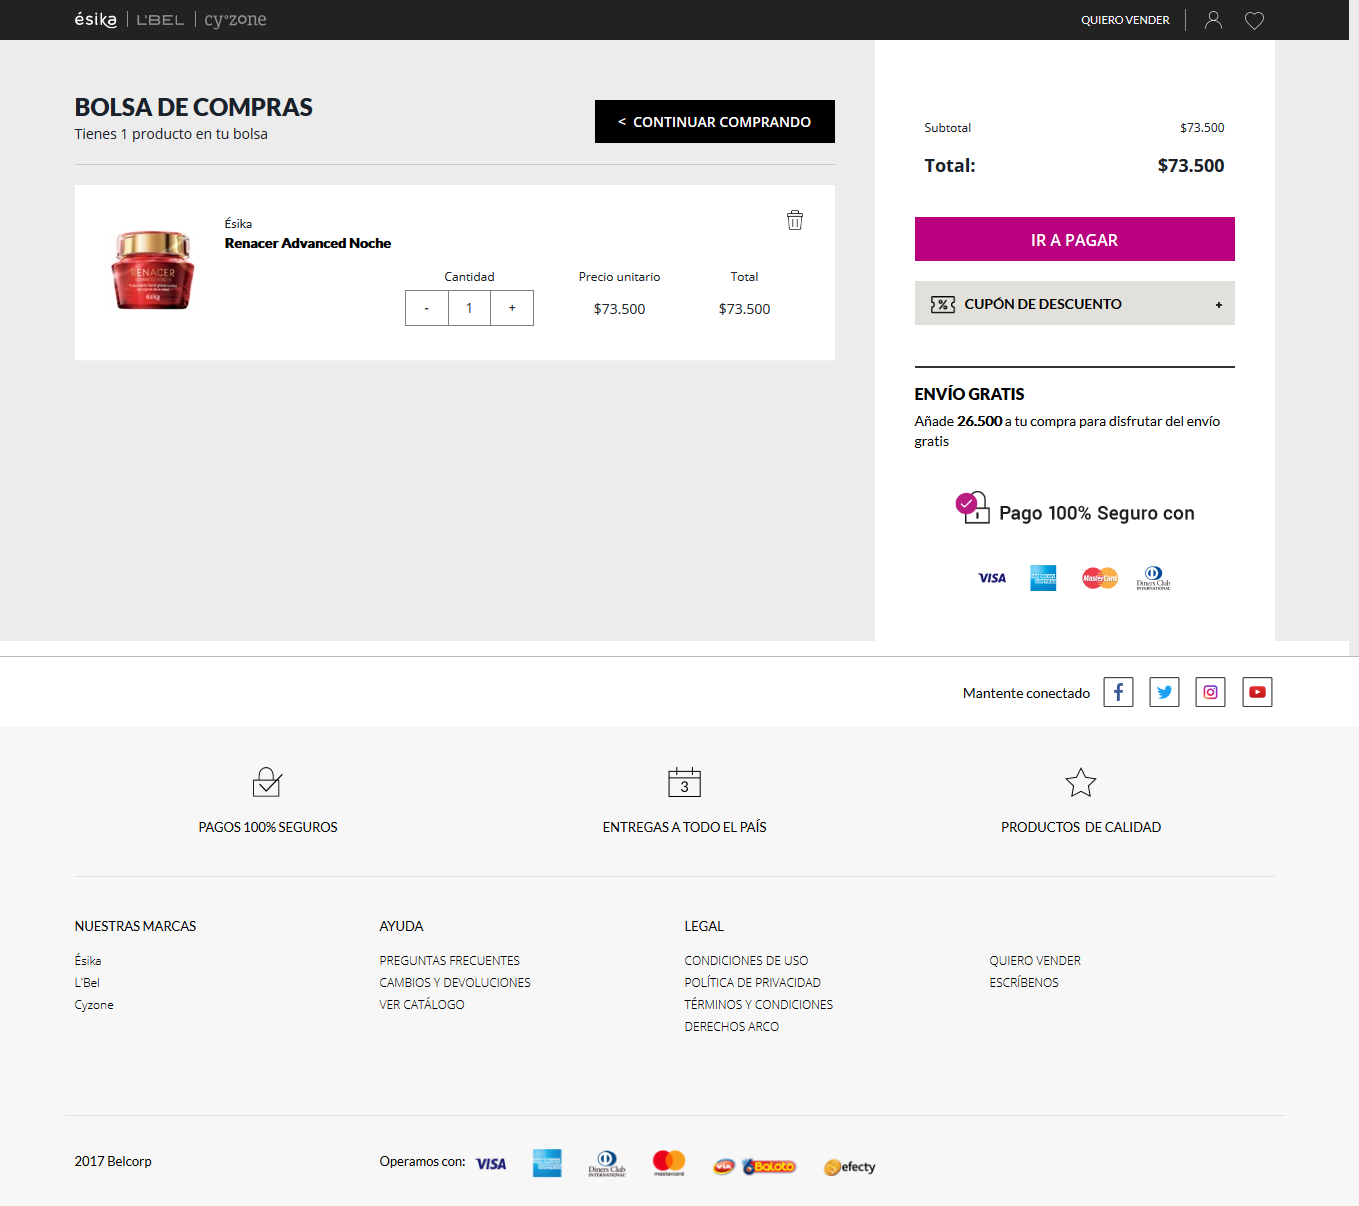 ésika | L'BEL | cy°zone
QUIERO VENDER
BOLSA DE COMPRAS
Tienes 1 producto en tu bolsa
< CONTINUAR COMPRANDO
Ésika
Renacer Advanced Noche
RENACER
ésika
Cantidad Precio unitario Total
- 1 + $73.500 $73.500
Subtotal $73.500
Total: $73.500
IR A PAGAR
CUPÓN DE DESCUENTO +
ENVÍO GRATIS
Añade 26.500 a tu compra para disfrutar del envío
gratis
Pago 100% Seguro con
VISA
MasterCard
Diners Club
INTERNATIONAL
Mantente conectado
3
PAGOS 100% SEGUROS
ENTREGAS A TODO EL PAÍS
PRODUCTOS DE CALIDAD
NUESTRAS MARCAS
Ésika
L'Bel
Cyzone
AYUDA
PREGUNTAS FRECUENTES
CAMBIOS Y DEVOLUCIONES
VER CATÁLOGO
LEGAL
CONDICIONES DE USO
POLÍTICA DE PRIVACIDAD
TÉRMINOS Y CONDICIONES
DERECHOS ARCO
QUIERO VENDER
ESCRÍBENOS
2017 Belcorp
Operamos con: VISA
Diners Club
INTERNATIONAL
mastercard
VIA Baloto
efecty